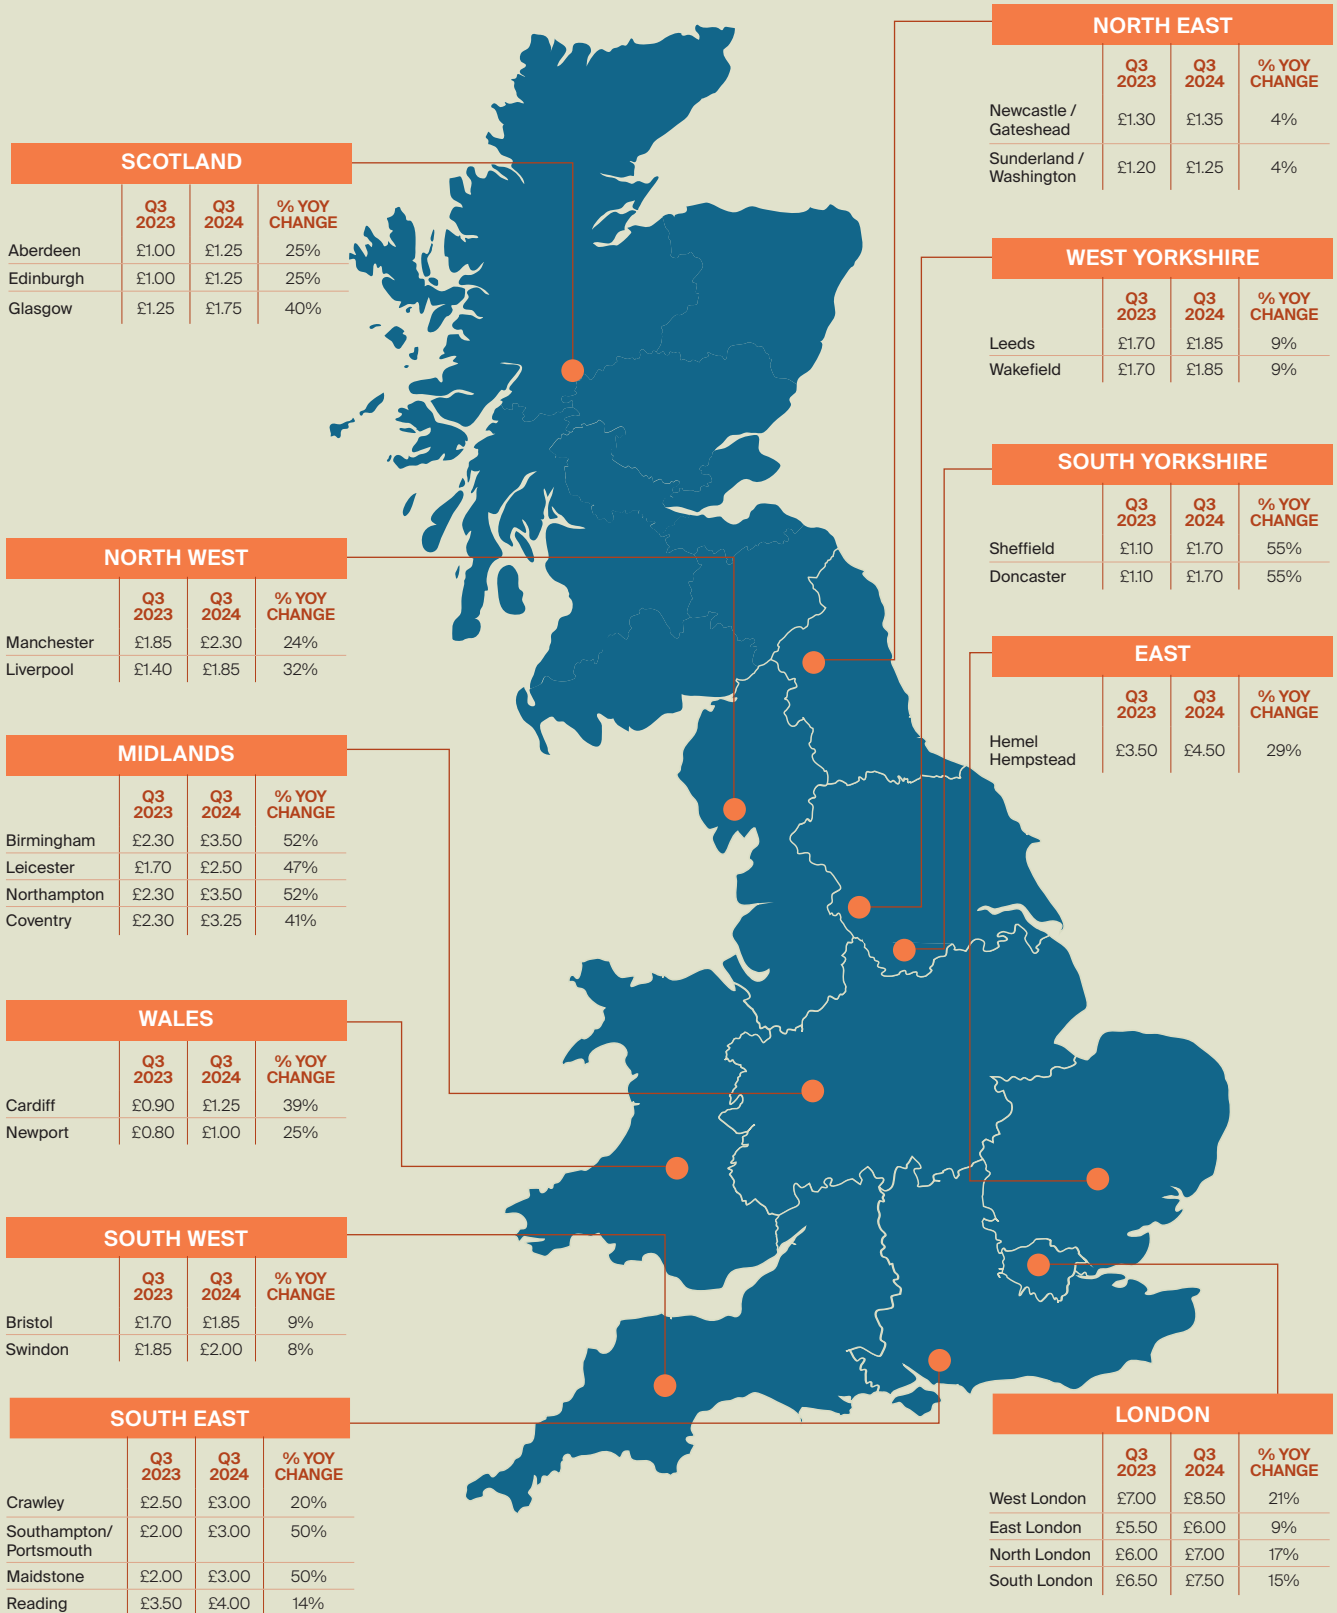 SCOTLAND
Q3 2023 Q3 2024 % YOY CHANGE
Aberdeen £1.00 £1.25 25%
Edinburgh £1.00 £1.25 25%
Glasgow £1.25 £1.75 40%
NORTH WEST
Q3 2023 Q3 2024 % YOY CHANGE
Manchester £1.85 £2.30 24%
Liverpool £1.40 £1.85 32%
MIDLANDS
Q3 2023 Q3 2024 % YOY CHANGE
Birmingham £2.30 £3.50 52%
Leicester £1.70 £2.50 47%
Northampton £2.30 £3.50 52%
Coventry £2.30 £3.25 41%
WALES
Q3 2023 Q3 2024 % YOY CHANGE
Cardiff £0.90 £1.25 39%
Newport £0.80 £1.00 25%
SOUTH WEST
Q3 2023 Q3 2024 % YOY CHANGE
Bristol £1.70 £1.85 9%
Swindon £1.85 £2.00 8%
SOUTH EAST
Q3 2023 Q3 2024 % YOY CHANGE
Crawley £2.50 £3.00 20%
Southampton/ £2.00 £3.00 50%
Portsmouth
Maidstone £2.00 £3.00 50%
Reading £3.50 £4.00 14%
NORTH EAST
Q3 2023 Q3 2024 % YOY CHANGE
Newcastle /
Gateshead £1.30 £1.35 4%
Sunderland /
Washington £1.20 £1.25 4%
WEST YORKSHIRE
Q3 2023 Q3 2024 % YOY CHANGE
Leeds £1.70 £1.85 9%
Wakefield £1.70 £1.85 9%
SOUTH YORKSHIRE
Q3 2023 Q3 2024 % YOY CHANGE
Sheffield £1.10 £1.70 55%
Doncaster £1.10 £1.70 55%
EAST
Q3 2023 Q3 2024 % YOY CHANGE
Hemel
Hempstead £3.50 £4.50 29%
LONDON
Q3 2023 Q3 2024 % YOY CHANGE
West London £7.00 £8.50 21%
East London £5.50 £6.00 9%
North London £6.00 £7.00 17%
South London £6.50 £7.50 15%